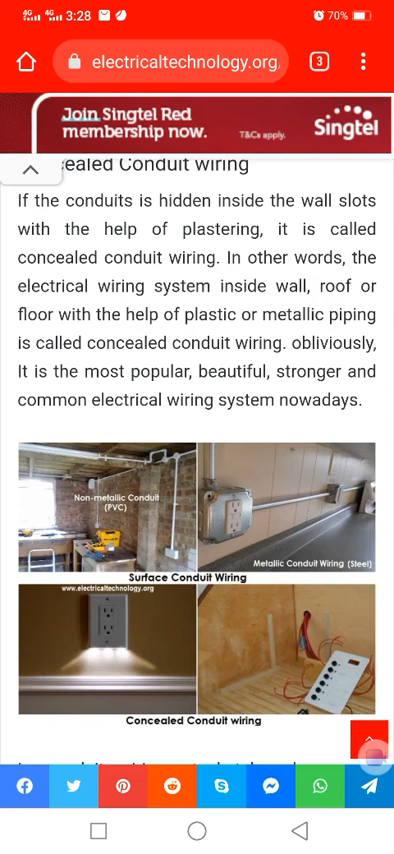 4G 4G 3:28 70%
electricaltechnology.org 3
Join Singtel Red
membership now. T&Cs apply. Singtel
cealed Conduit wiring
If the conduits is hidden inside the wall slots
with the help of plastering, it is called
concealed conduit wiring. In other words, the
electrical wiring system inside wall, roof or
floor with the help of plastic or metallic piping
is called concealed conduit wiring. obliviously,
It is the most popular, beautiful, stronger and
common electrical wiring system nowadays.
Non-metallic Conduit
(PVC)
Metallic Conduit Wiring (Steel)
Surface Conduit Wiring
www.electricaltechnology.org
Concealed Conduit wiring